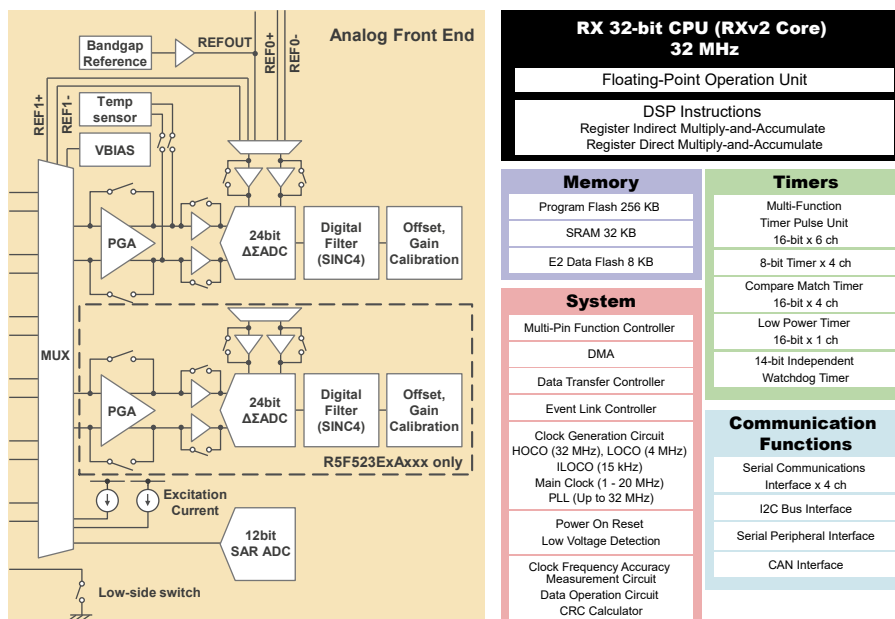 Analog Front End
Bandgap
Reference
REFOUT
REF0+
REF0-
REF1+
REF1-
Temp
sensor
VBIAS
MUX
PGA
24bit
ΔΣADC
Digital
Filter
(SINC4)
Offset,
Gain
Calibration
PGA
24bit
ΔΣADC
Digital
Filter
(SINC4)
Offset,
Gain
Calibration
R5F523ExAxxx only
Excitation
Current
12bit
SAR ADC
Low-side switch
RX 32-bit CPU (RXv2 Core)
32 MHz
Floating-Point Operation Unit
DSP Instructions
Register Indirect Multiply-and-Accumulate
Register Direct Multiply-and-Accumulate
Memory
Program Flash 256 KB
SRAM 32 KB
E2 Data Flash 8 KB
System
Multi-Pin Function Controller
DMA
Data Transfer Controller
Event Link Controller
Clock Generation Circuit
HOCO (32 MHz), LOCO (4 MHz)
ILOCO (15 kHz)
Main Clock (1 - 20 MHz)
PLL (Up to 32 MHz)
Power On Reset
Low Voltage Detection
Clock Frequency Accuracy
Measurement Circuit
Data Operation Circuit
CRC Calculator
Timers
Multi-Function
Timer Pulse Unit
16-bit x 6 ch
8-bit Timer x 4 ch
Compare Match Timer
16-bit x 4 ch
Low Power Timer
16-bit x 1 ch
14-bit Independent
Watchdog Timer
Communication
Functions
Serial Communications
Interface x 4 ch
I2C Bus Interface
Serial Peripheral Interface
CAN Interface